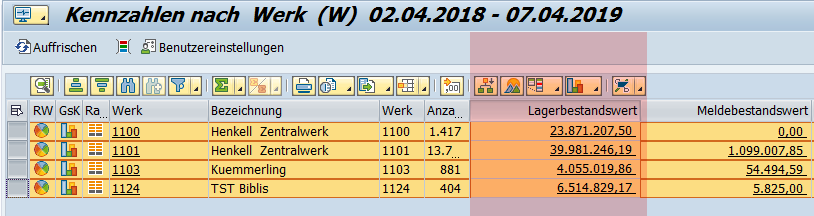 Kennzahlen nach Werk (W) 02.04.2018 - 07.04.2019
Auffrischen Benutzereinstellungen
RW GsK Ra... Werk Bezeichnung Werk Anza... Lagerbestandswert Meldebestandswert
1100 Henkell Zentralwerk 1100 1.417 23.871.207,50 0,00
1101 Henkell Zentralwerk 1101 13.7... 39.981.246,19 1.099.007,85
1103 Kuemmerling 1103 881 4.055.019,86 54.494,59
1124 TST Biblis 1124 404 6.514.829,17 5.825,00